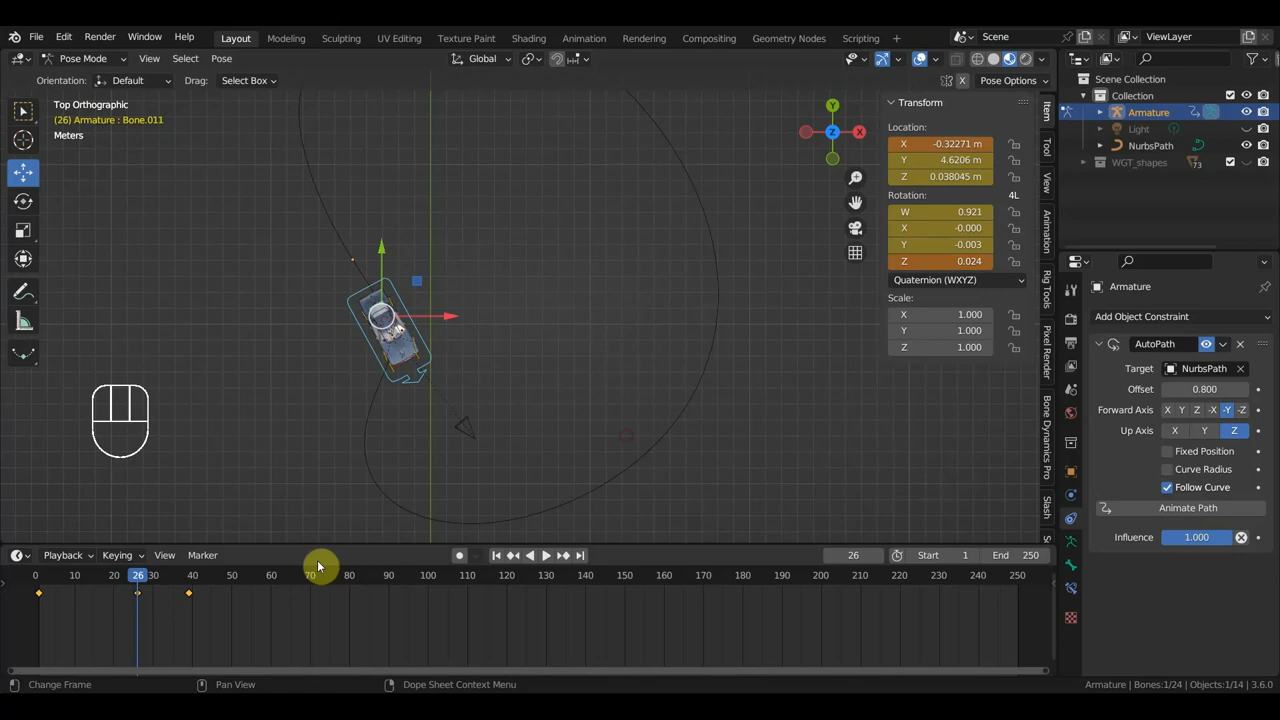 File Edit Render Window Help Layout Modeling Sculpting UV Editing Texture Paint Shading Animation Rendering Compositing Geometry Nodes Scripting + Scene ViewLayer
Pose Mode View Select Pose Global
Orientation: Default Drag: Select Box X Pose Options
Top Orthographic
(26) Armature : Bone.011
Meters
Y
X
Z
Transform
Location:
X -0.32271 m
Y 4.6206 m
Z 0.038045 m
Rotation: 4L
W 0.921
X -0.000
Y -0.003
Z 0.024
Quaternion (WXYZ)
Scale:
X 1.000
Y 1.000
Z 1.000
Item
Tool
View
Animation
Rig Tools
Pixel Render
Bone Dynamics Pro
Slash
Scene Collection
Collection
Armature
Light
NurbsPath
WGT_shapes 73
Armature
Add Object Constraint
AutoPath
Target NurbsPath
Offset 0.800
Forward Axis X Y Z -X -Y -Z
Up Axis X Y Z
Fixed Position
Curve Radius
Follow Curve
Animate Path
Influence 1.000
Playback Keying View Marker 26 Start 1 End 250
0 10 26 30 40 50 60 70 80 90 100 110 120 130 140 150 160 170 180 190 200 210 220 230 240 250
Change Frame Pan View Dope Sheet Context Menu Armature | Bones:1/24 | Objects:1/14 | 3.6.0